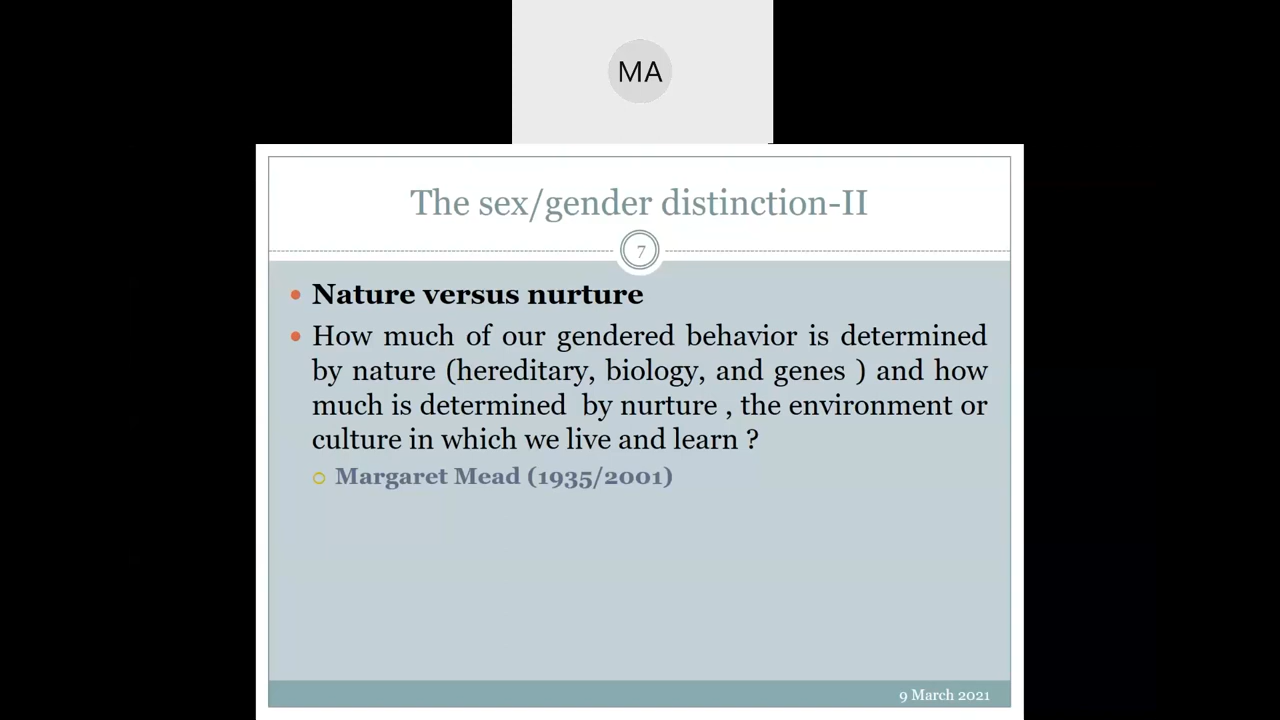 MA
The sex/gender distinction-II
7
Nature versus nurture
How much of our gendered behavior is determined
by nature (hereditary, biology, and genes ) and how
much is determined by nurture , the environment or
culture in which we live and learn ?
Margaret Mead (1935/2001)
9 March 2021